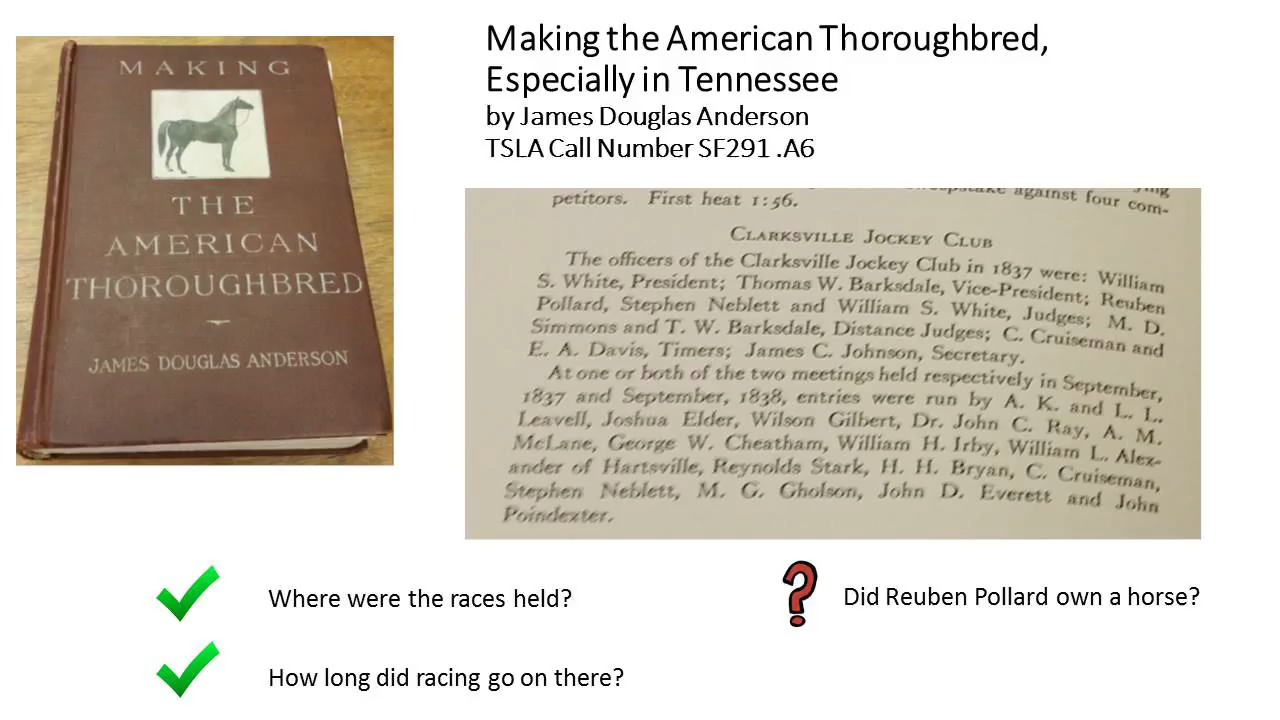 MAKING
THE
AMERICAN
THOROUGHBRED
JAMES DOUGLAS ANDERSON
Making the American Thoroughbred,
Especially in Tennessee
by James Douglas Anderson
TSLA Call Number SF291 .A6
against four com-
petitors. First heat 1:56.
CLARKSVILLE JOCKEY CLUB
The officers of the Clarksville Jockey Club in 1837 were: William
S. White, President; Thomas W. Barksdale, Vice-President; Reuben
Pollard, Stephen Neblett and William S. White, Judges; M. D.
Simmons and T. W. Barksdale, Distance Judges; C. Cruiseman and
E. A. Davis, Timers; James C. Johnson, Secretary.
At one or both of the two meetings held respectively in September,
1837 and September, 1838, entries were run by A. K. and L. L.
Leavell, Joshua Elder, Wilson Gilbert, Dr. John C. Ray, A. M.
McLane, George W. Cheatham, William H. Irby, William L. Alex-
ander of Hartsville, Reynolds Stark, H. H. Bryan, C. Cruiseman,
Stephen Neblett, M. G. Gholson, John D. Everett and John
Poindexter.
Where were the races held?
Did Reuben Pollard own a horse?
How long did racing go on there?